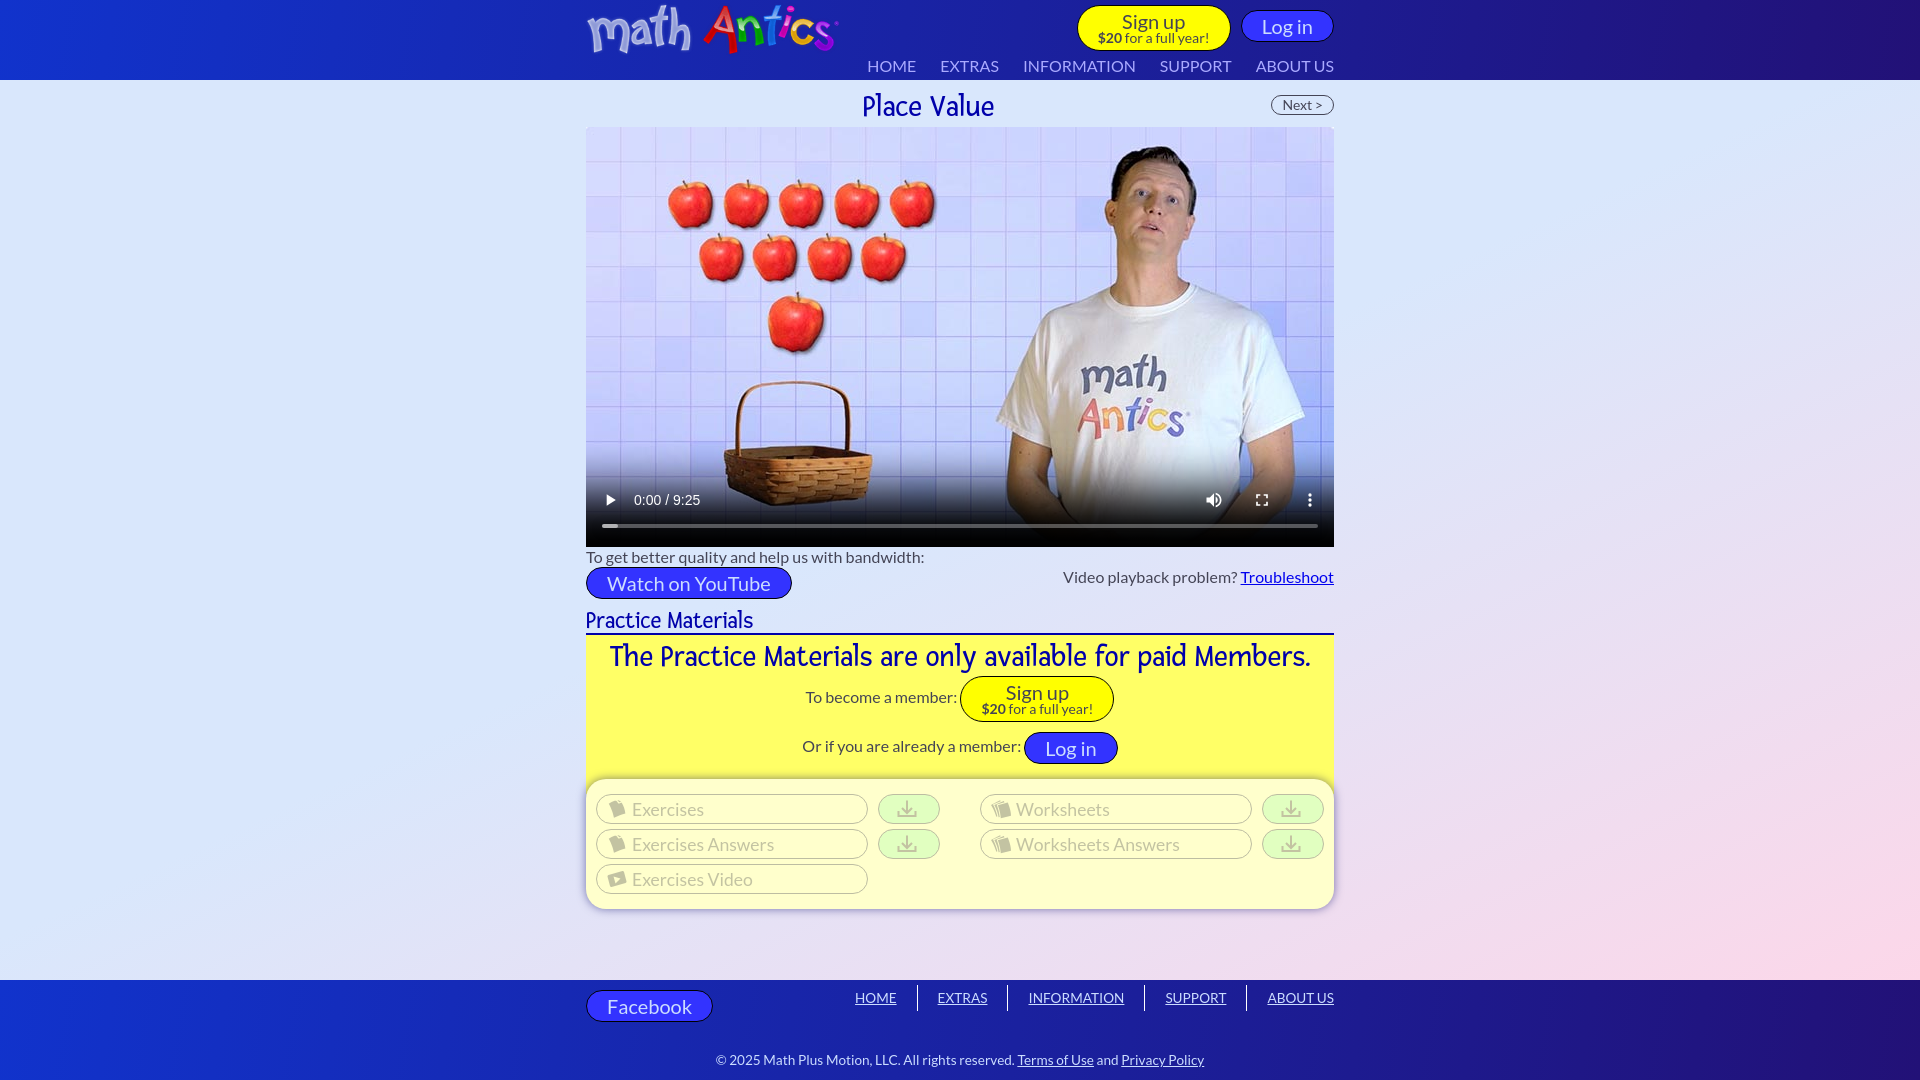 math Antics
Sign up
$20 for a full year!
Log in
HOME
EXTRAS
INFORMATION
SUPPORT
ABOUT US
Place Value
Next >
math
Antics
0:00 / 9:25
To get better quality and help us with bandwidth:
Watch on YouTube
Video playback problem? Troubleshoot
Practice Materials
The Practice Materials are only available for paid Members.
To become a member:
Sign up
$20 for a full year!
Or if you are already a member: Log in
Exercises
Worksheets
Exercises Answers
Worksheets Answers
Exercises Video
Facebook
HOME
EXTRAS
INFORMATION
SUPPORT
ABOUT US
© 2025 Math Plus Motion, LLC. All rights reserved. Terms of Use and Privacy Policy